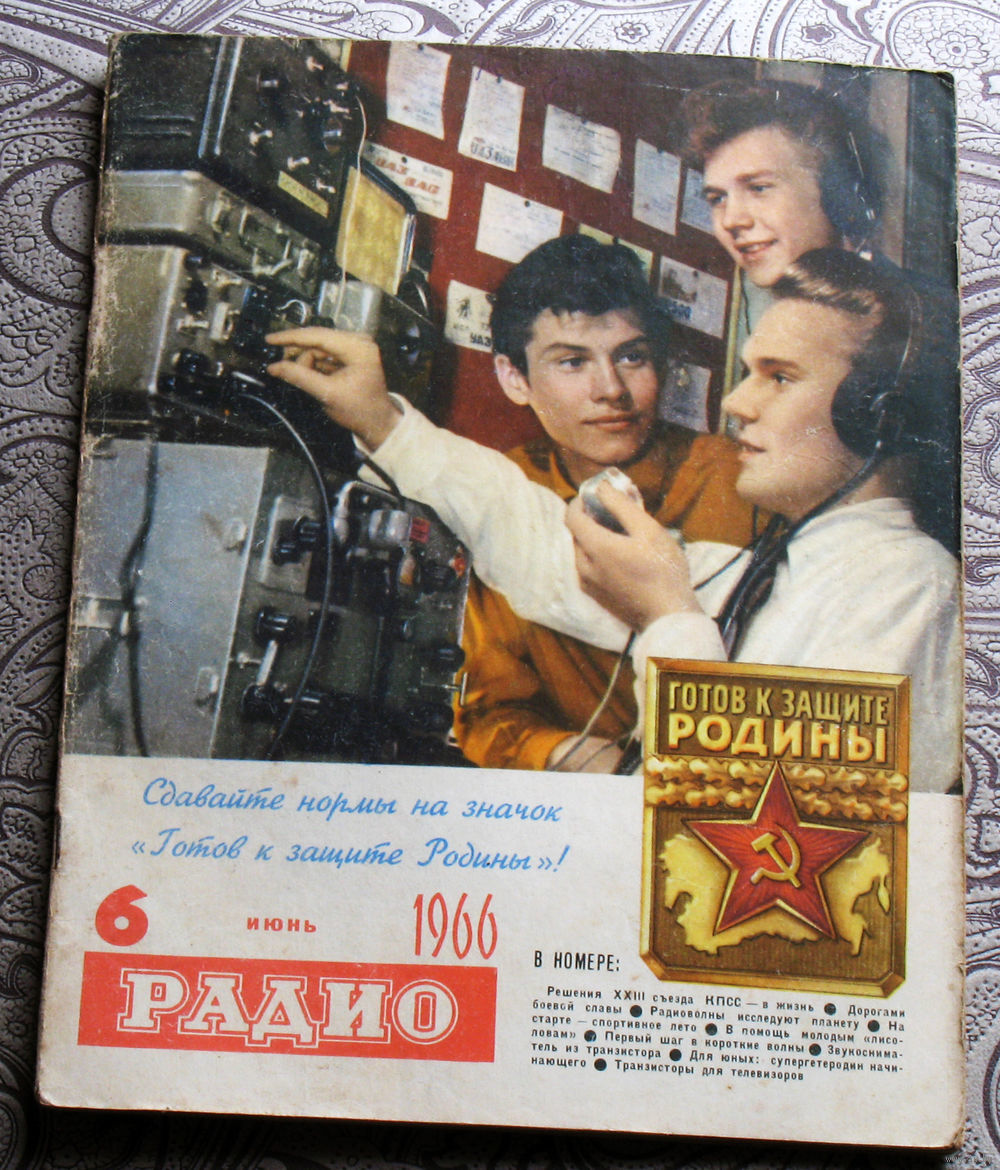 УАЗ
ГОТОВ К ЗАЩИТЕ
РОДИНЫ
Сдавайте нормы на значок
«Готов к защите Родины»!
6 июнь 1966
РАДИО
В НОМЕРЕ:
Решения XXIII съезда КПСС — в жизнь ● Дорогами
боевой славы ● Радиоволны исследуют планету ● На
старте — спортивное лето ● В помощь молодым «лисо-
ловам» ● Первый шаг в короткие волны ● Звукоснима-
тель из транзистора ● Для юных: супергетеродин начи-
нающего ● Транзисторы для телевизоров